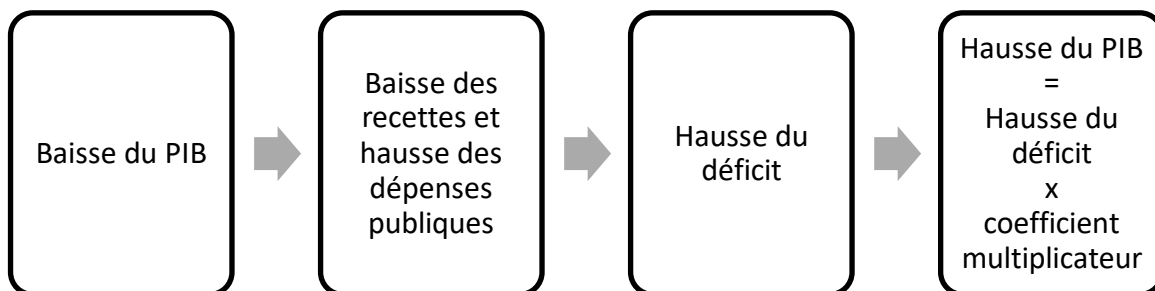 Baisse du PIB
Baisse des
recettes et
hausse des
dépenses
publiques
Hausse du
déficit
Hausse du PIB
=
Hausse du
déficit
x
coefficient
multiplicateur